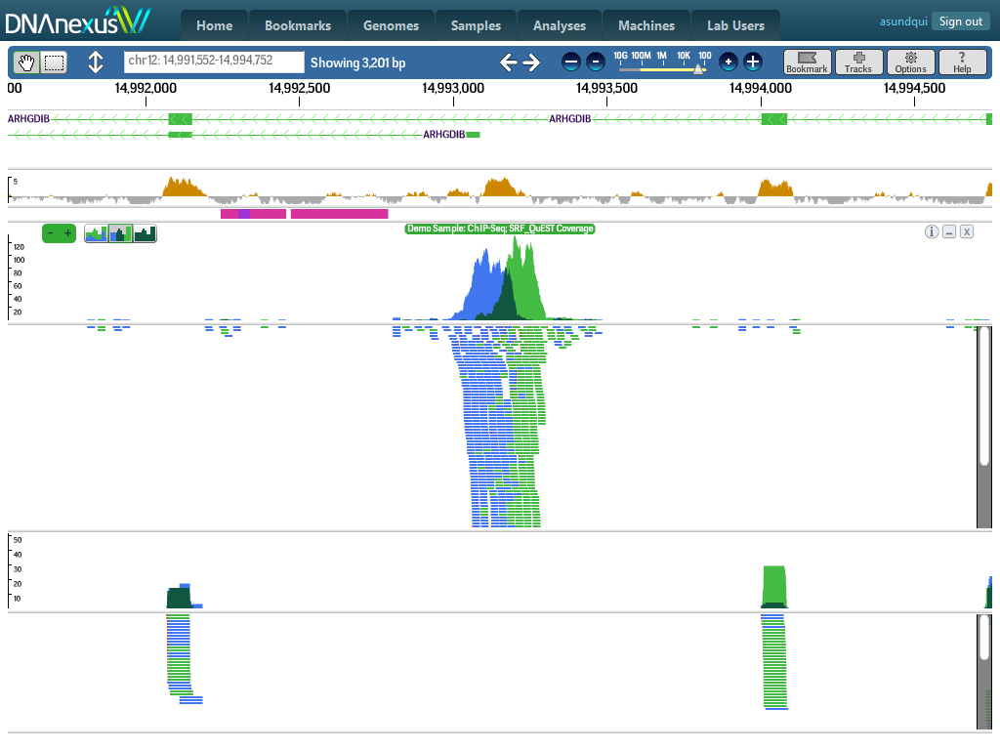 DNAnexus
Home Bookmarks Genomes Samples Analyses Machines Lab Users
asundqui Sign out
chr12: 14,991,552-14,994,752
Showing 3,201 bp
10G 100M 1M 10K 100
Bookmark Tracks Options ? Help
00 14,992,000 14,992,500 14,993,000 14,993,500 14,994,000 14,994,500
ARHGDIB ARHGDIB
ARHGDIB
5
- +
Demo Sample: ChIP-Seq; SRF_QuEST Coverage
i X
120
100
80
60
40
20
50
40
30
20
10